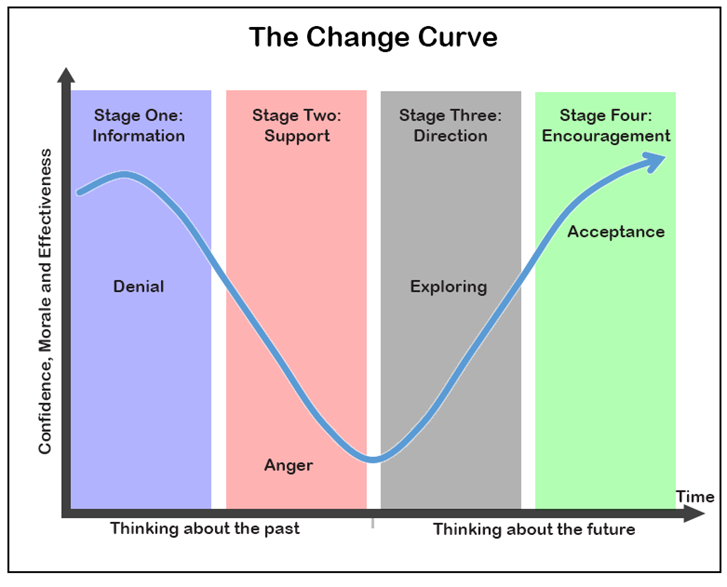 The Change Curve
Stage One:
Information
Stage Two:
Support
Stage Three:
Direction
Stage Four:
Encouragement
Confidence, Morale and Effectiveness
Denial
Anger
Exploring
Acceptance
Time
Thinking about the past
Thinking about the future